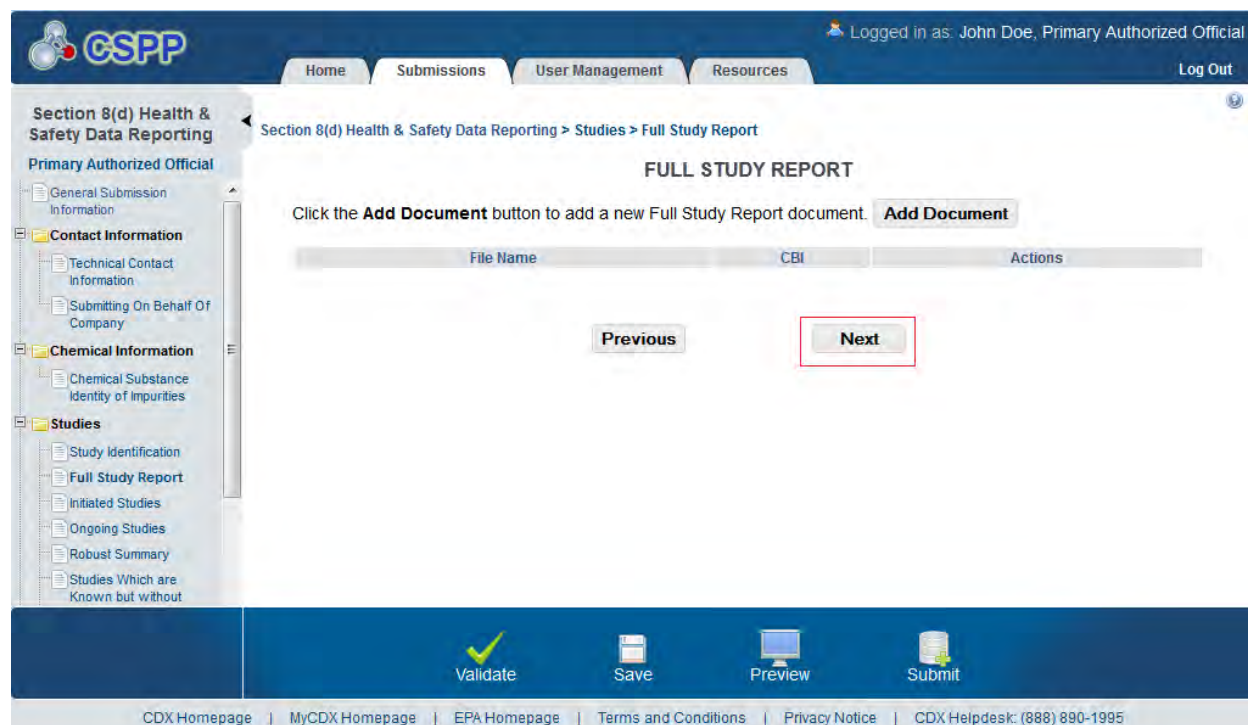 CSPP
Logged in as: John Doe, Primary Authorized Official
Home Submissions User Management Resources
Log Out
Section 8(d) Health &
Safety Data Reporting
Primary Authorized Official
General Submission
Information
Contact Information
Technical Contact
Information
Submitting On Behalf Of
Company
Chemical Information
Chemical Substance
Identity of Impurities
Studies
Study Identification
Full Study Report
Initiated Studies
Ongoing Studies
Robust Summary
Studies Which are
Known but without
Section 8(d) Health & Safety Data Reporting > Studies > Full Study Report
FULL STUDY REPORT
Click the Add Document button to add a new Full Study Report document. Add Document
File Name CBI Actions
Previous Next
Validate Save Preview Submit
CDX Homepage | MyCDX Homepage | EPA Homepage | Terms and Conditions | Privacy Notice | CDX Helpdesk: (888) 890-1995